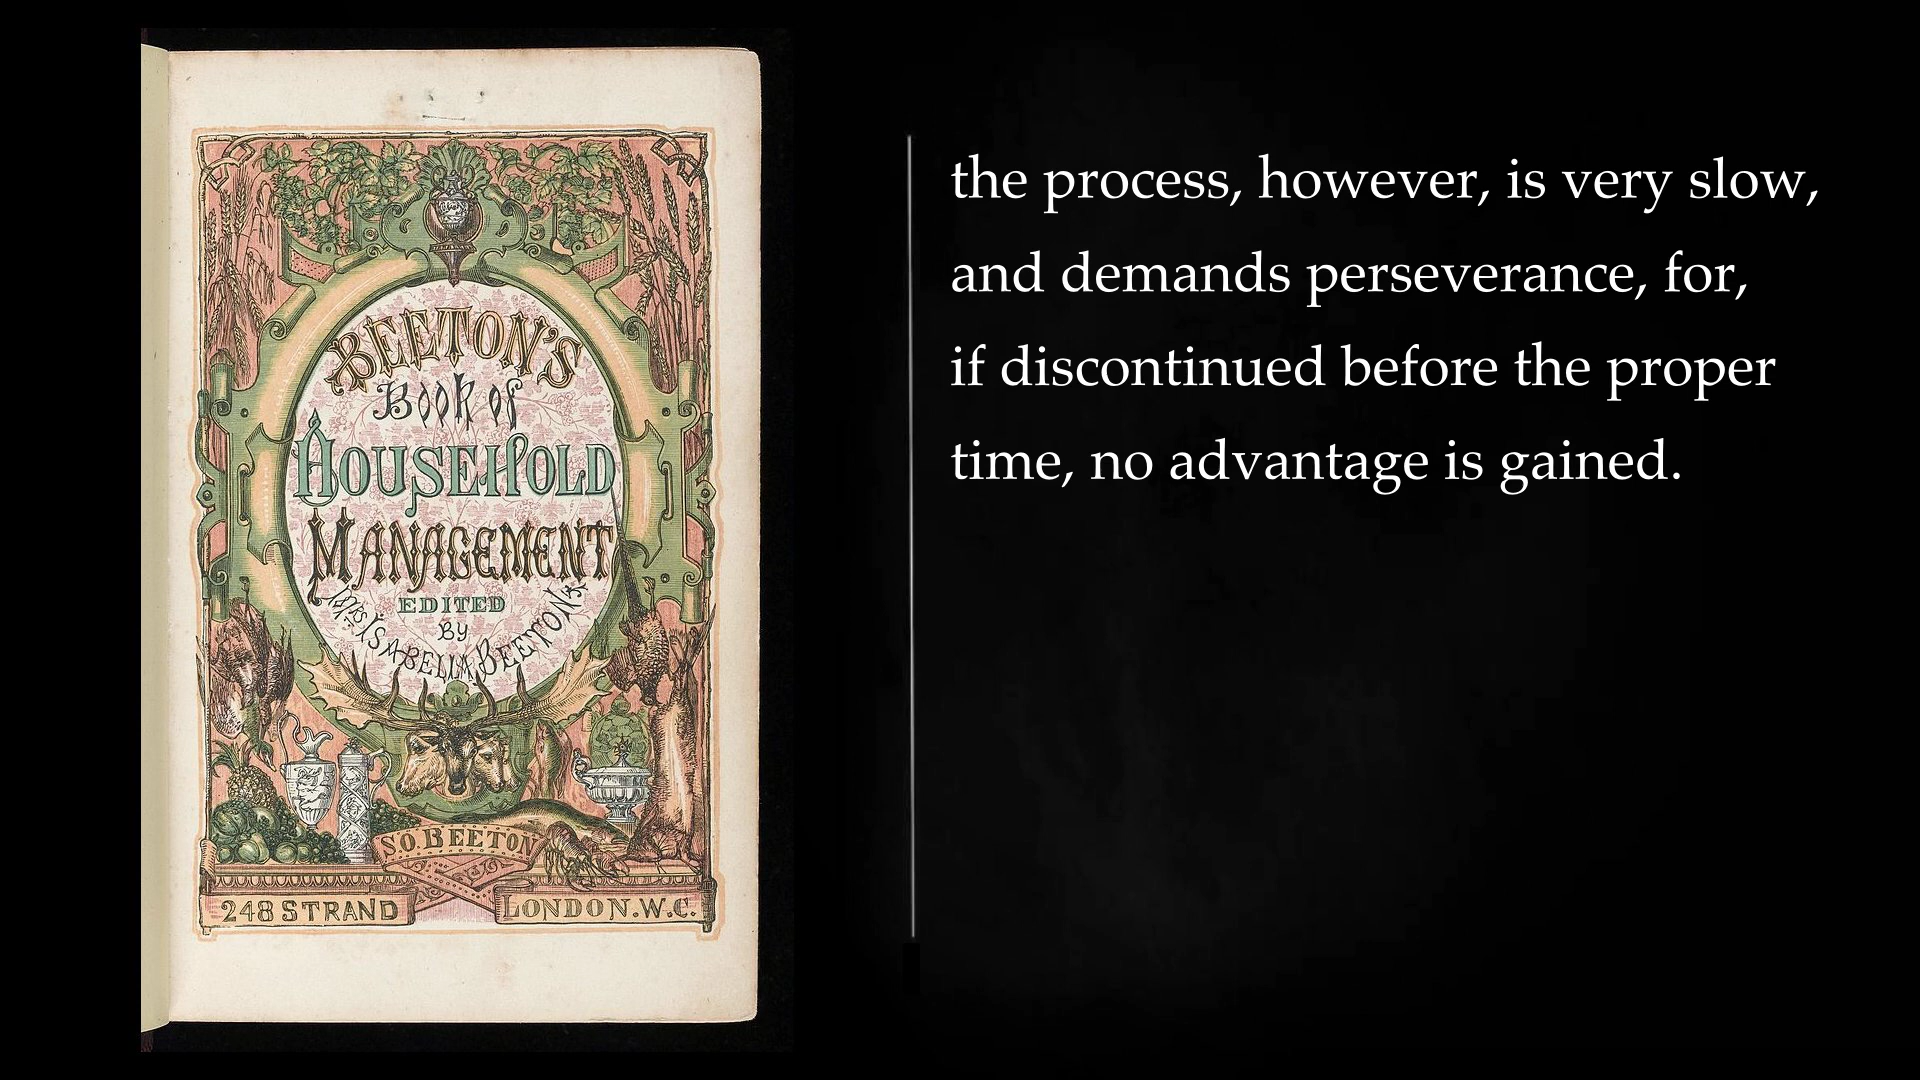 BEETON'S
Book of
HOUSEHOLD
MANAGEMENT
EDITED
BY
MRS ISABELLA BEETON
S.O. BEETON
248 STRAND
LONDON.W.C.
the process, however, is very slow,
and demands perseverance, for,
if discontinued before the proper
time, no advantage is gained.